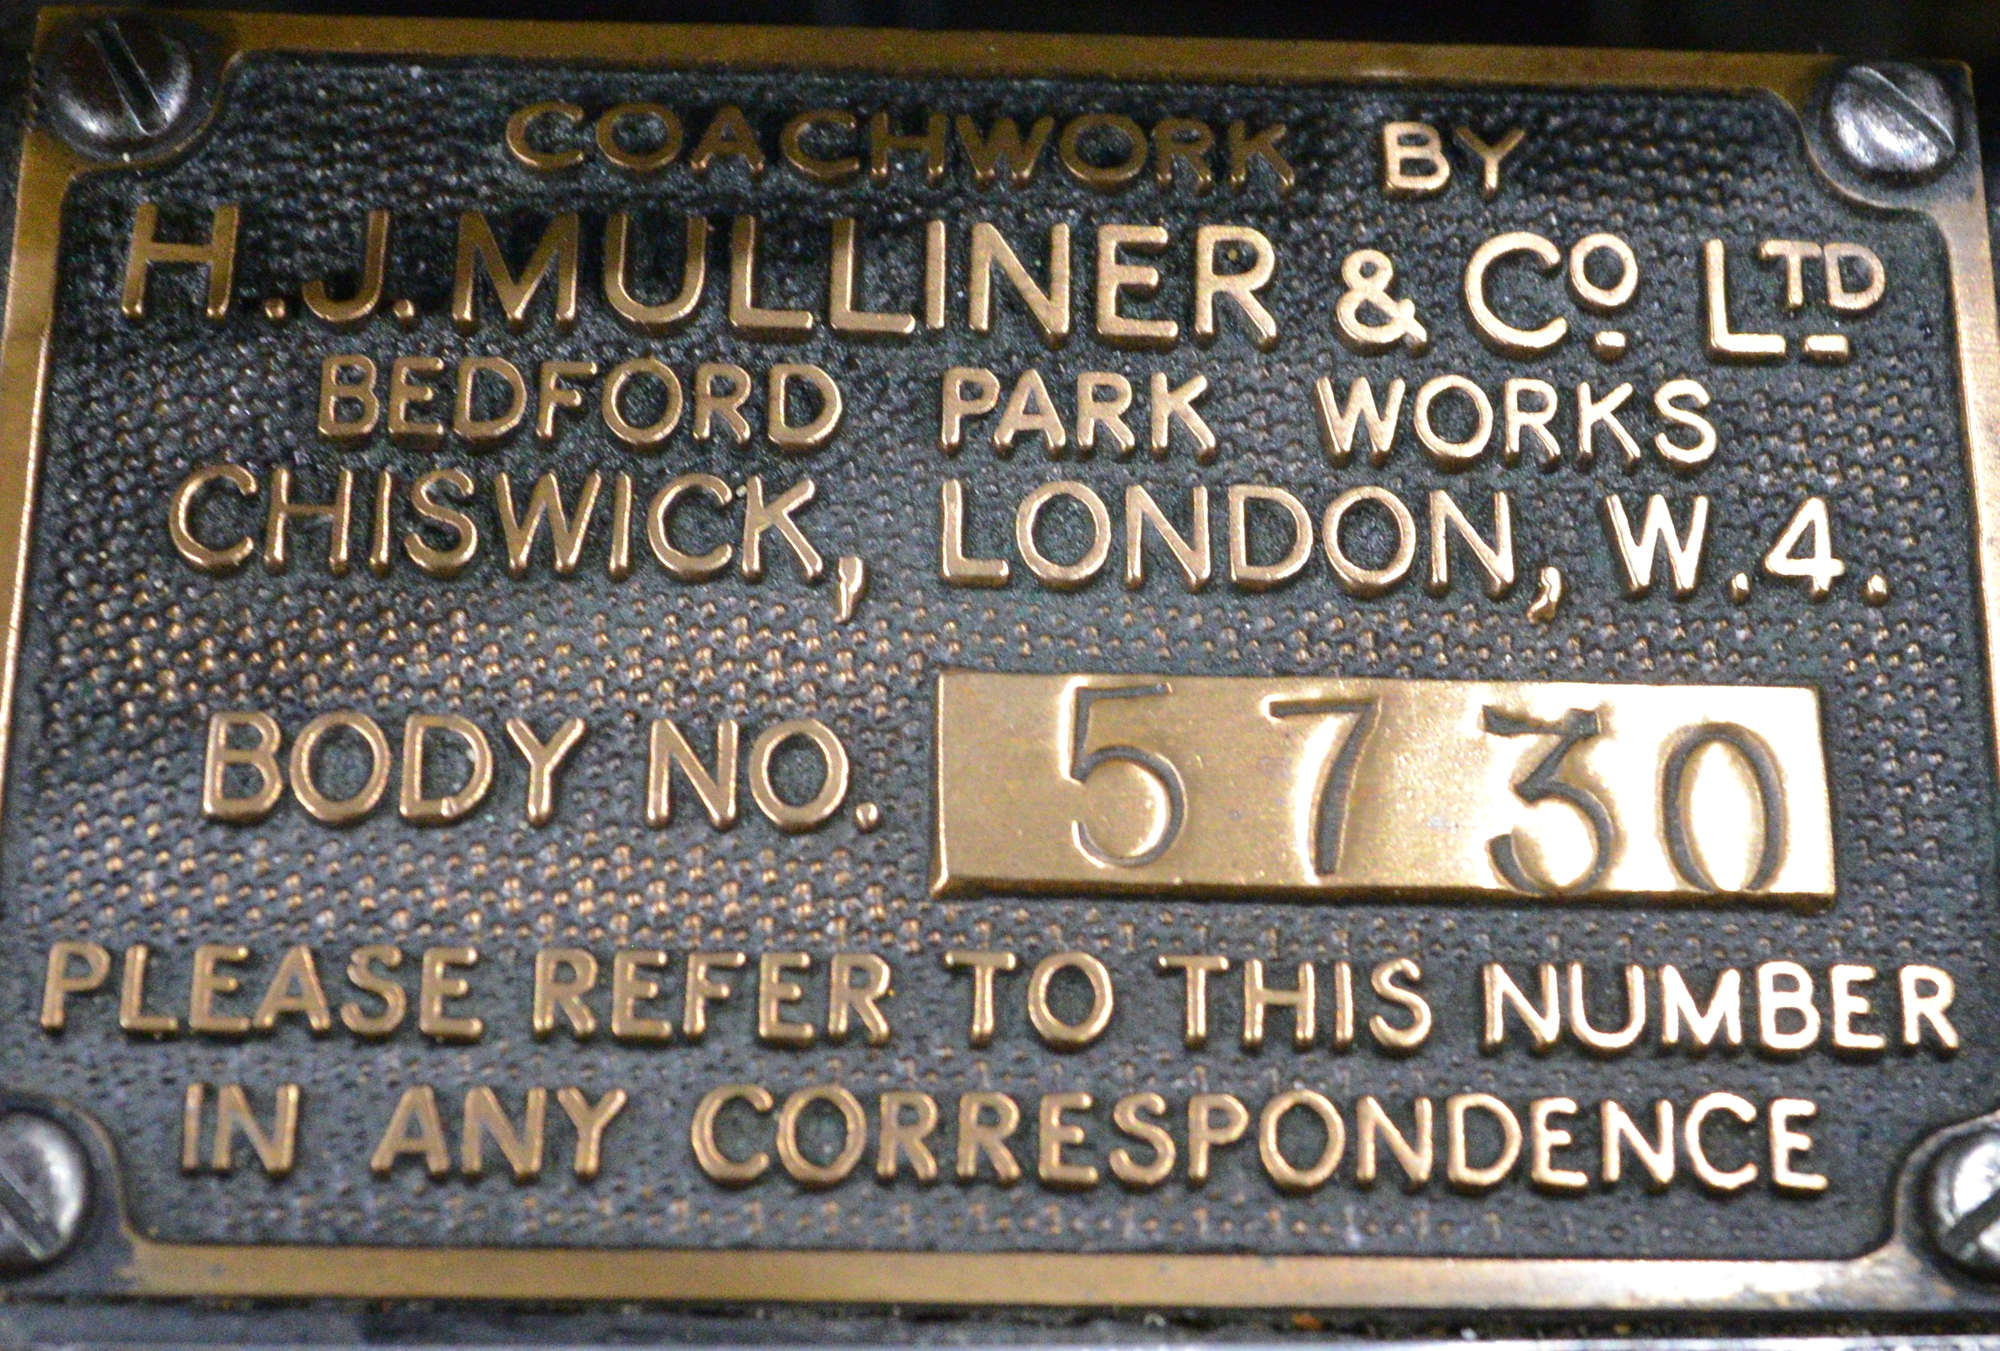 COACHWORK BY
H.J. MULLINER & CO. LTD
BEDFORD PARK WORKS
CHISWICK, LONDON, W.4.
BODY NO. 5730
PLEASE REFER TO THIS NUMBER
IN ANY CORRESPONDENCE